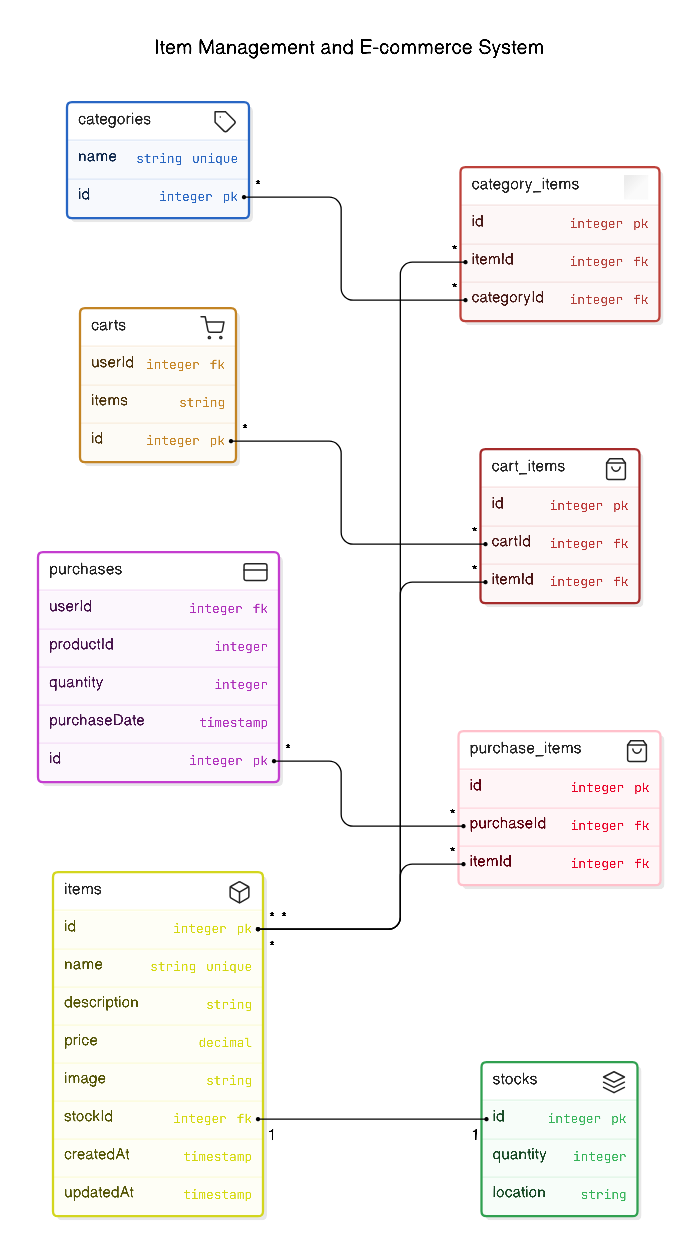 Item Management and E-commerce System
categories
name string unique
id integer pk
*
category_items
id integer pk
* itemId integer fk
* categoryId integer fk
carts
userId integer fk
items string
id integer pk
*
cart_items
id integer pk
* cartId integer fk
* itemId integer fk
purchases
userId integer fk
productId integer
quantity integer
purchaseDate timestamp
id integer pk
*
purchase_items
id integer pk
* purchaseId integer fk
* itemId integer fk
items
id integer pk
* *
*
name string unique
description string
price decimal
image string
stockId integer fk
1 1
createdAt timestamp
updatedAt timestamp
stocks
id integer pk
quantity integer
location string